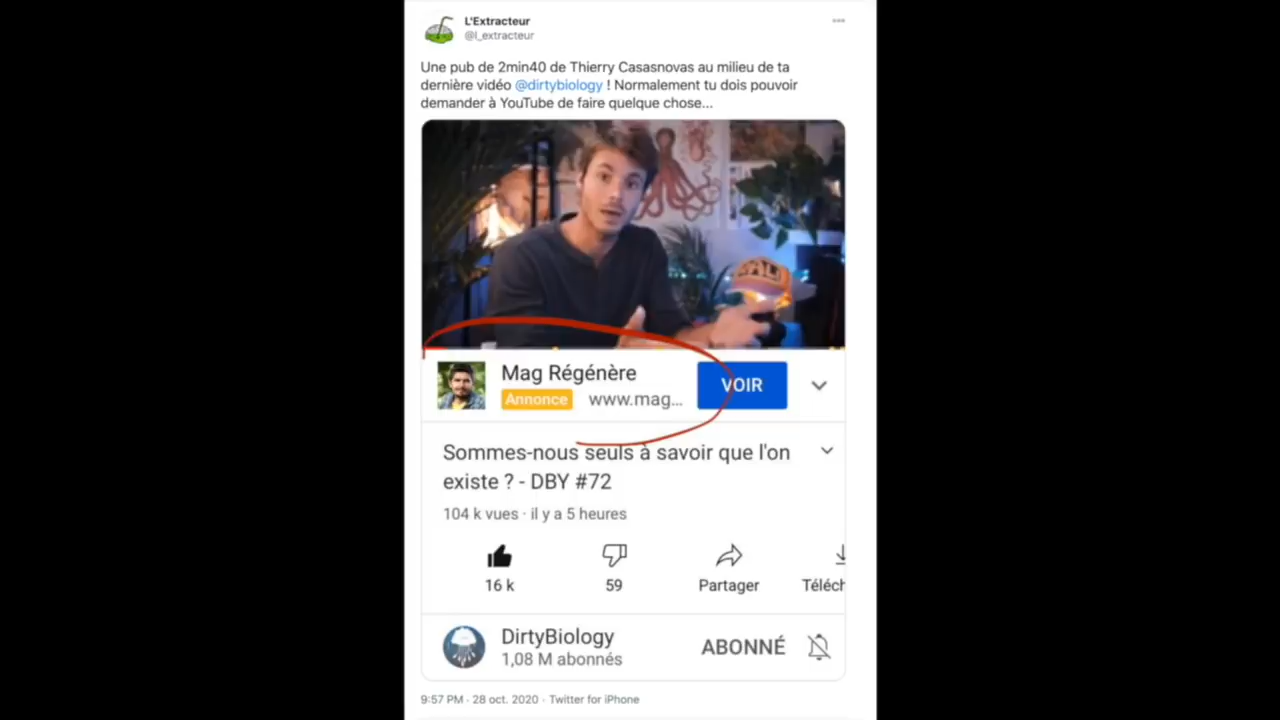 L'Extracteur
@l_extracteur
Une pub de 2min40 de Thierry Casasnovas au milieu de ta
dernière vidéo @dirtybiology ! Normalement tu dois pouvoir
demander à YouTube de faire quelque chose...
Mag Régénère
Annonce www.mag...
VOIR
Sommes-nous seuls à savoir que l'on
existe ? - DBY #72
104 k vues · il y a 5 heures
16 k 59 Partager Téléch
DirtyBiology
1,08 M abonnés
ABONNÉ
9:57 PM · 28 oct. 2020 · Twitter for iPhone